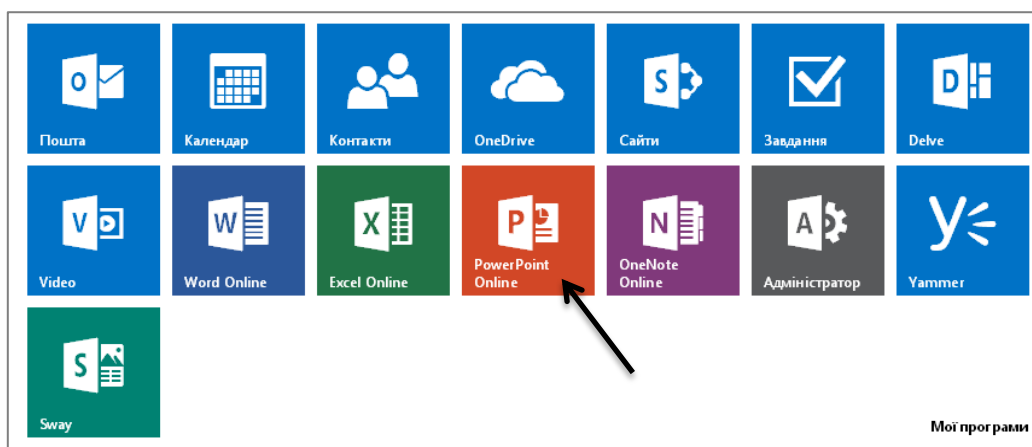 Пошта
Календар
Контакти
OneDrive
Сайти
Завдання
Delve
Video
Word Online
Excel Online
PowerPoint
Online
OneNote
Online
Адміністратор
Yammer
Sway
Мої програми